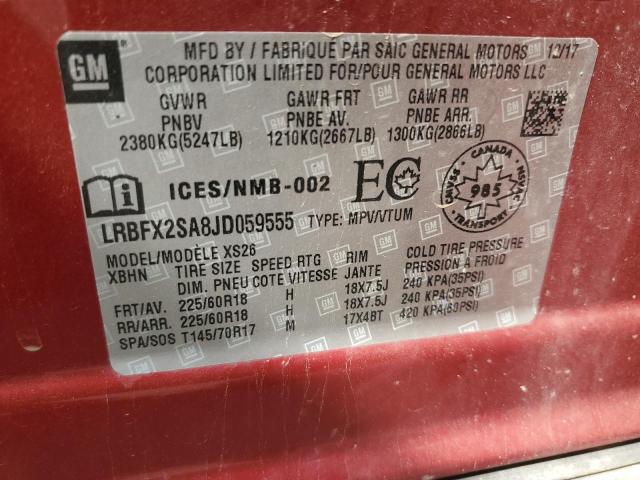 GM
MFD BY / FABRIQUE PAR SAIC GENERAL MOTORS 12/17
CORPORATION LIMITED FOR/POUR GENERAL MOTORS LLC
GVWR GAWR FRT GAWR RR
PNBV PNBE AV. PNBE ARR.
2380KG(5247LB) 1210KG(2667LB) 1300KG(2866LB)
ICES/NMB-002 EC
CANADA CMVSS 985 NSVAC TRANSPORT
LRBFX2SA8JD059555 TYPE: MPV/VTUM
MODEL/MODÈLE XS26
XBHN TIRE SIZE SPEED RTG RIM COLD TIRE PRESSURE
DIM. PNEU COTE VITESSE JANTE PRESSION A FROID
FRT/AV. 225/60R18 H 18X7.5J 240 KPA(35PSI)
RR/ARR. 225/60R18 H 18X7.5J 240 KPA(35PSI)
SPA/SOS T145/70R17 M 17X4BT 420 KPA(60PSI)